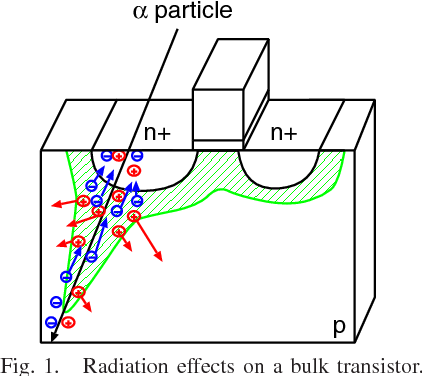 α particle
n+ n+
p
Fig. 1. Radiation effects on a bulk transistor.